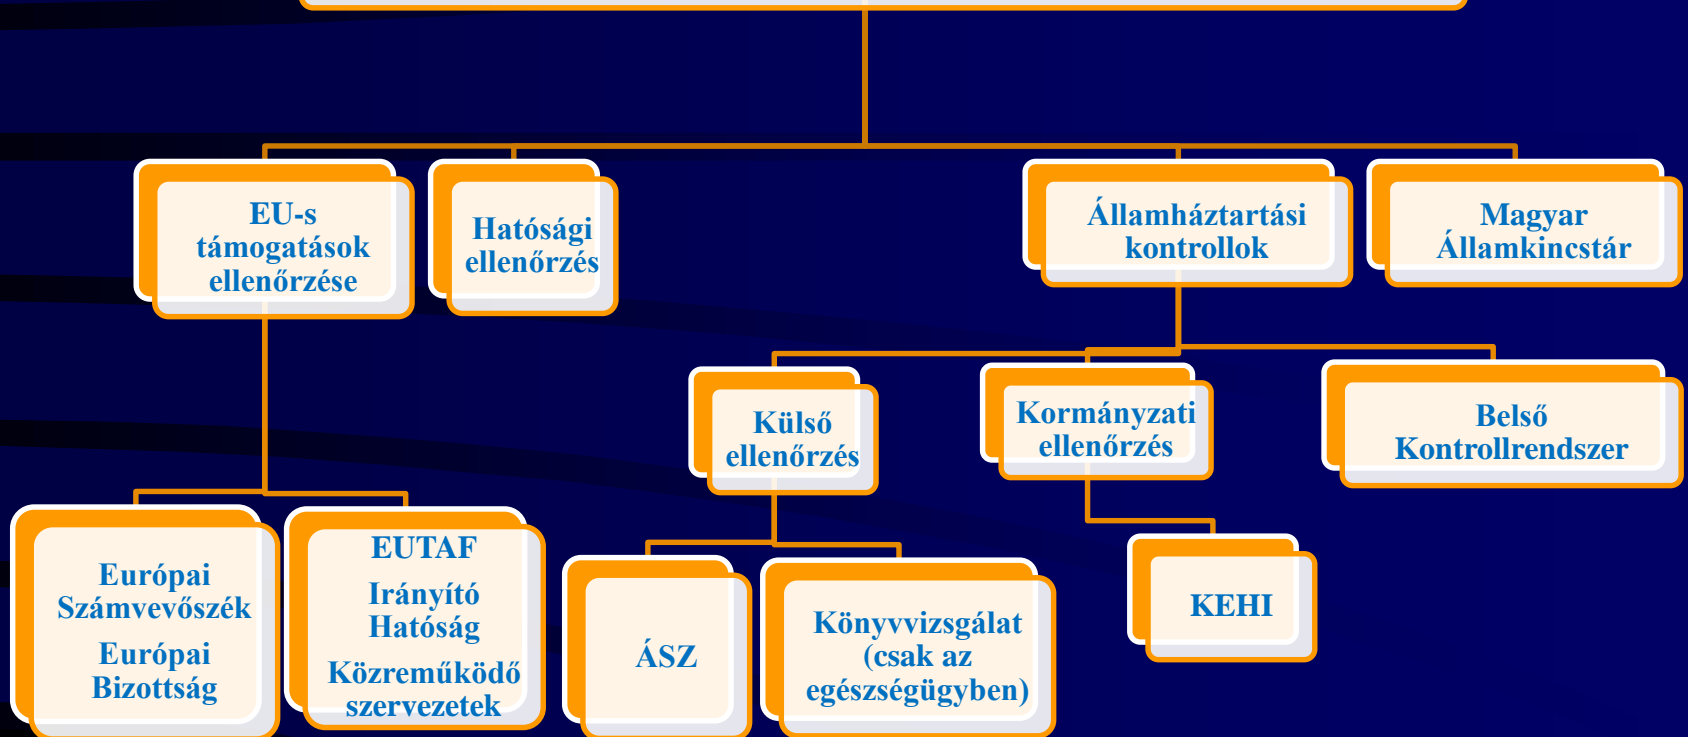 EU-s
támogatások
ellenőrzése
Hatósági
ellenőrzés
Államháztartási
kontrollok
Magyar
Államkincstár
Külső
ellenőrzés
Kormányzati
ellenőrzés
Belső
Kontrollrendszer
Európai
Számvevőszék
Európai
Bizottság
EUTAF
Irányító
Hatóság
Közreműködő
szervezetek
ÁSZ
Könyvvizsgálat
(csak az
egészségügyben)
KEHI